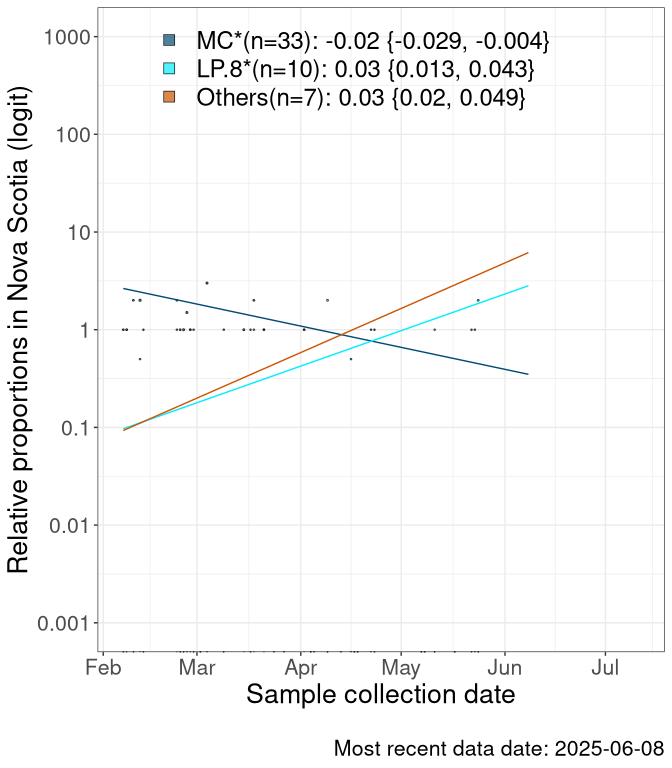 MC*(n=33): -0.02 {-0.029, -0.004}
LP.8*(n=10): 0.03 {0.013, 0.043}
Others(n=7): 0.03 {0.02, 0.049}
Relative proportions in Nova Scotia (logit)
1000
100
10
1
0.1
0.01
0.001
Feb Mar Apr May Jun Jul
Sample collection date
Most recent data date: 2025-06-08